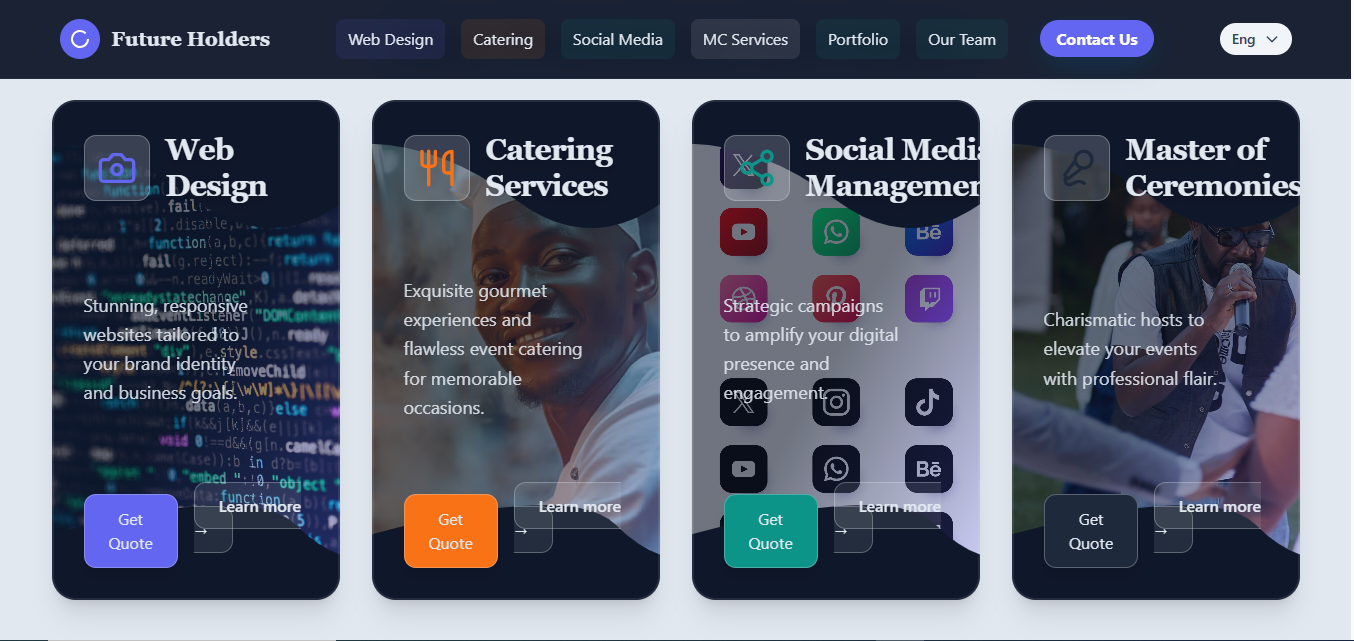 Future Holders
Web Design
Catering
Social Media
MC Services
Portfolio
Our Team
Contact Us
Eng
Web
Design
Stunning, responsive
websites tailored to
your brand identity
and business goals.
Get
Quote
Learn more
→
Catering
Services
Exquisite gourmet
experiences and
flawless event catering
for memorable
occasions.
Get
Quote
Learn more
→
Social Media
Managemen
Strategic campaigns
to amplify your digital
presence and
engagement.
Bē
Bē
Get
Quote
Learn more
→
Master of
Ceremonies
Charismatic hosts to
elevate your events
with professional flair.
Get
Quote
Learn more
→